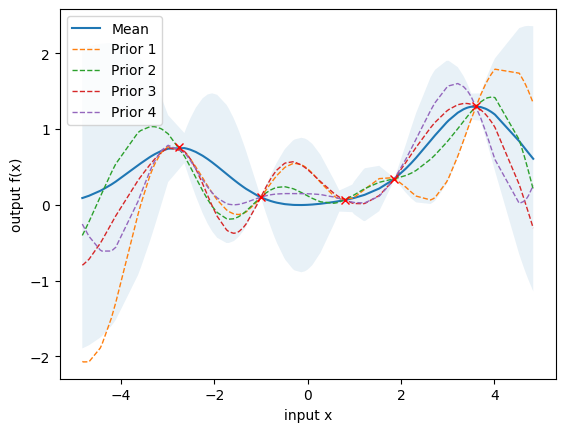 Mean
Prior 1
Prior 2
Prior 3
Prior 4
output f(x)
2
1
0
−1
−2
−4 −2 0 2 4
input x